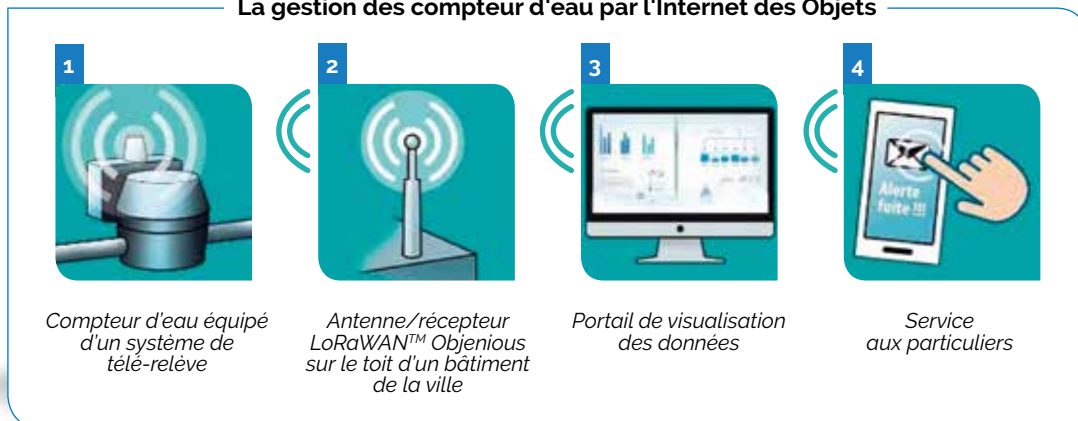 La gestion des compteur d'eau par l'Internet des Objets
1
2
3
4
Alerte
fuite !!!
Compteur d'eau équipé
d'un système de
télé-relève
Antenne/récepteur
LoRaWAN™ Objenious
sur le toit d'un bâtiment
de la ville
Portail de visualisation
des données
Service
aux particuliers